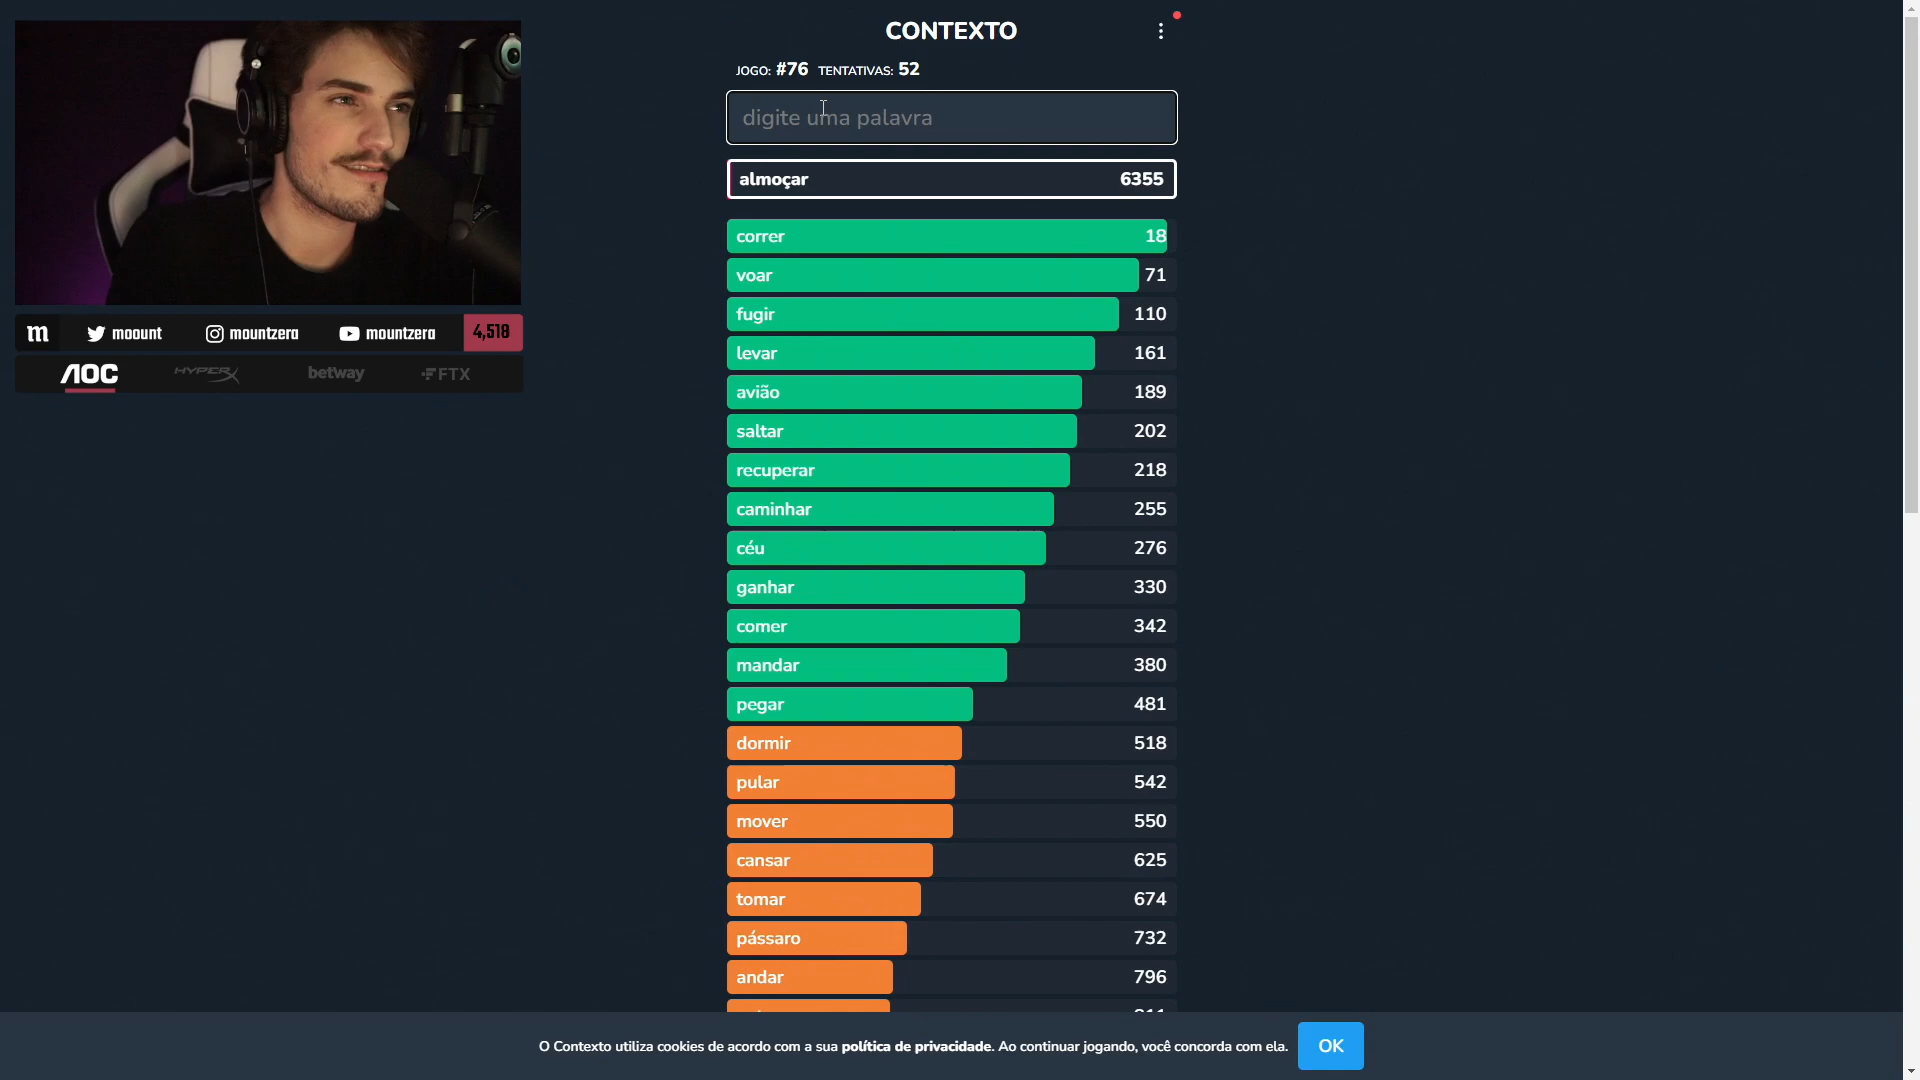 CONTEXTO
JOGO: #76 TENTATIVAS: 52
digite uma palavra
almoçar 6355
correr 18
voar 71
fugir 110
levar 161
avião 189
saltar 202
recuperar 218
caminhar 255
céu 276
ganhar 330
comer 342
mandar 380
pegar 481
dormir 518
pular 542
mover 550
cansar 625
tomar 674
pássaro 732
andar 796
m moount mountzera mountzera 4,518
AOC HYPERX betway FTX
O Contexto utiliza cookies de acordo com a sua política de privacidade. Ao continuar jogando, você concorda com ela. OK